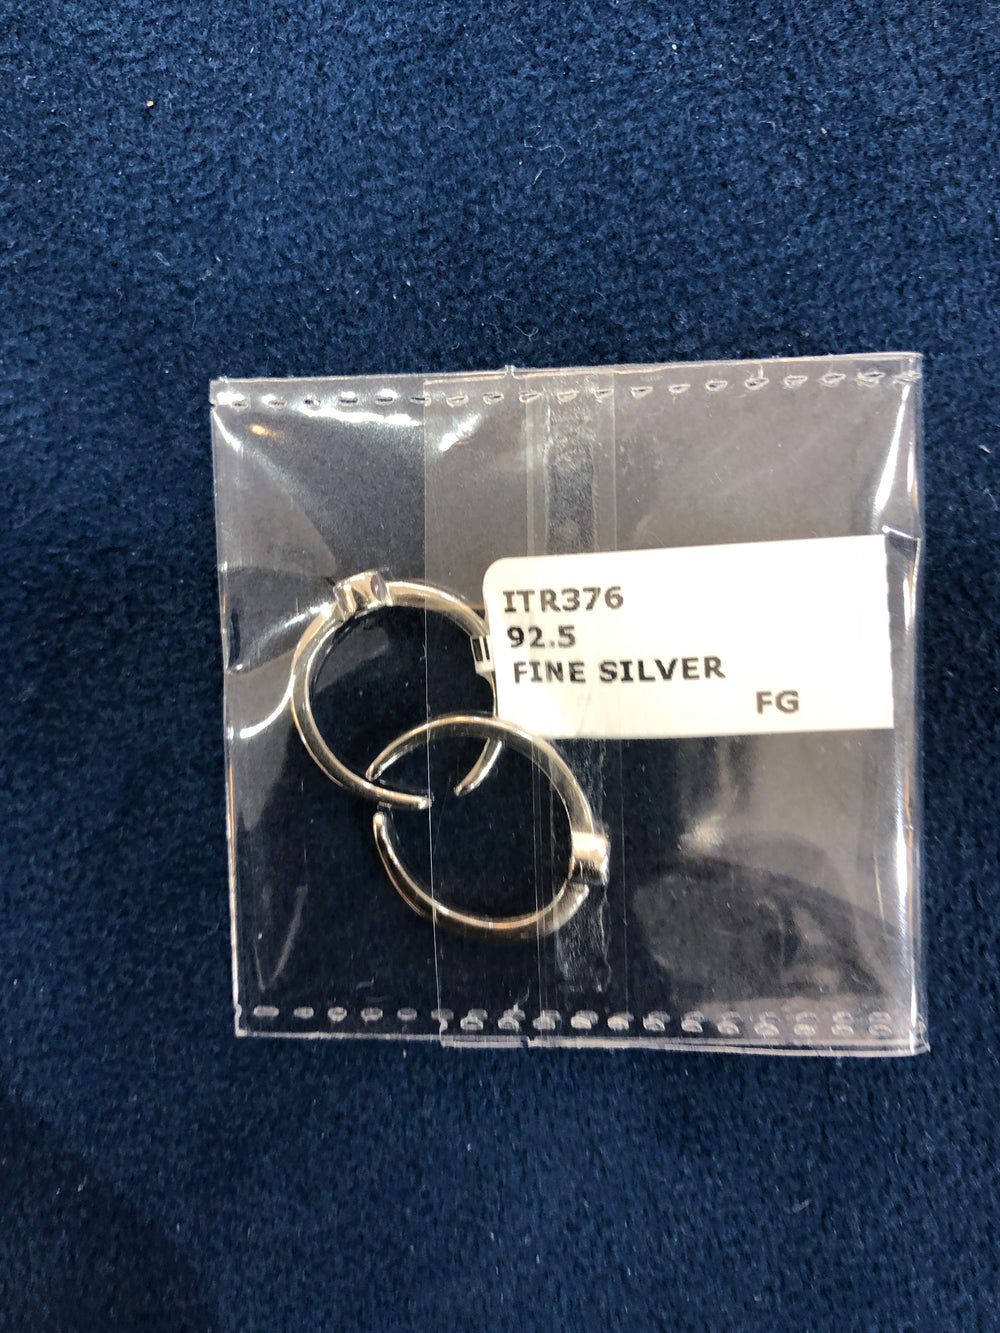 ITR376
92.5
FINE SILVER
FG